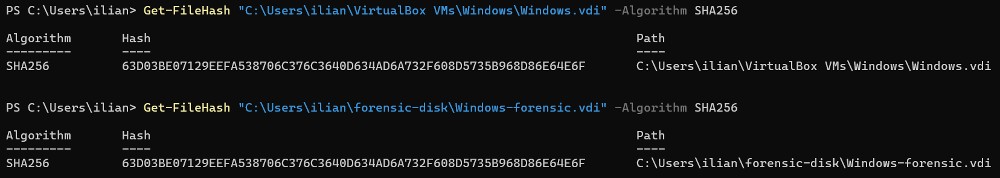 PS C:\Users\ilian> Get-FileHash "C:\Users\ilian\VirtualBox VMs\Windows\Windows.vdi" -Algorithm SHA256
Algorithm Hash Path
--------- ---- ----
SHA256 63D03BE07129EEFA538706C376C3640D634AD6A732F608D5735B968D86E64E6F C:\Users\ilian\VirtualBox VMs\Windows\Windows.vdi
PS C:\Users\ilian> Get-FileHash "C:\Users\ilian\forensic-disk\Windows-forensic.vdi" -Algorithm SHA256
Algorithm Hash Path
--------- ---- ----
SHA256 63D03BE07129EEFA538706C376C3640D634AD6A732F608D5735B968D86E64E6F C:\Users\ilian\forensic-disk\Windows-forensic.vdi